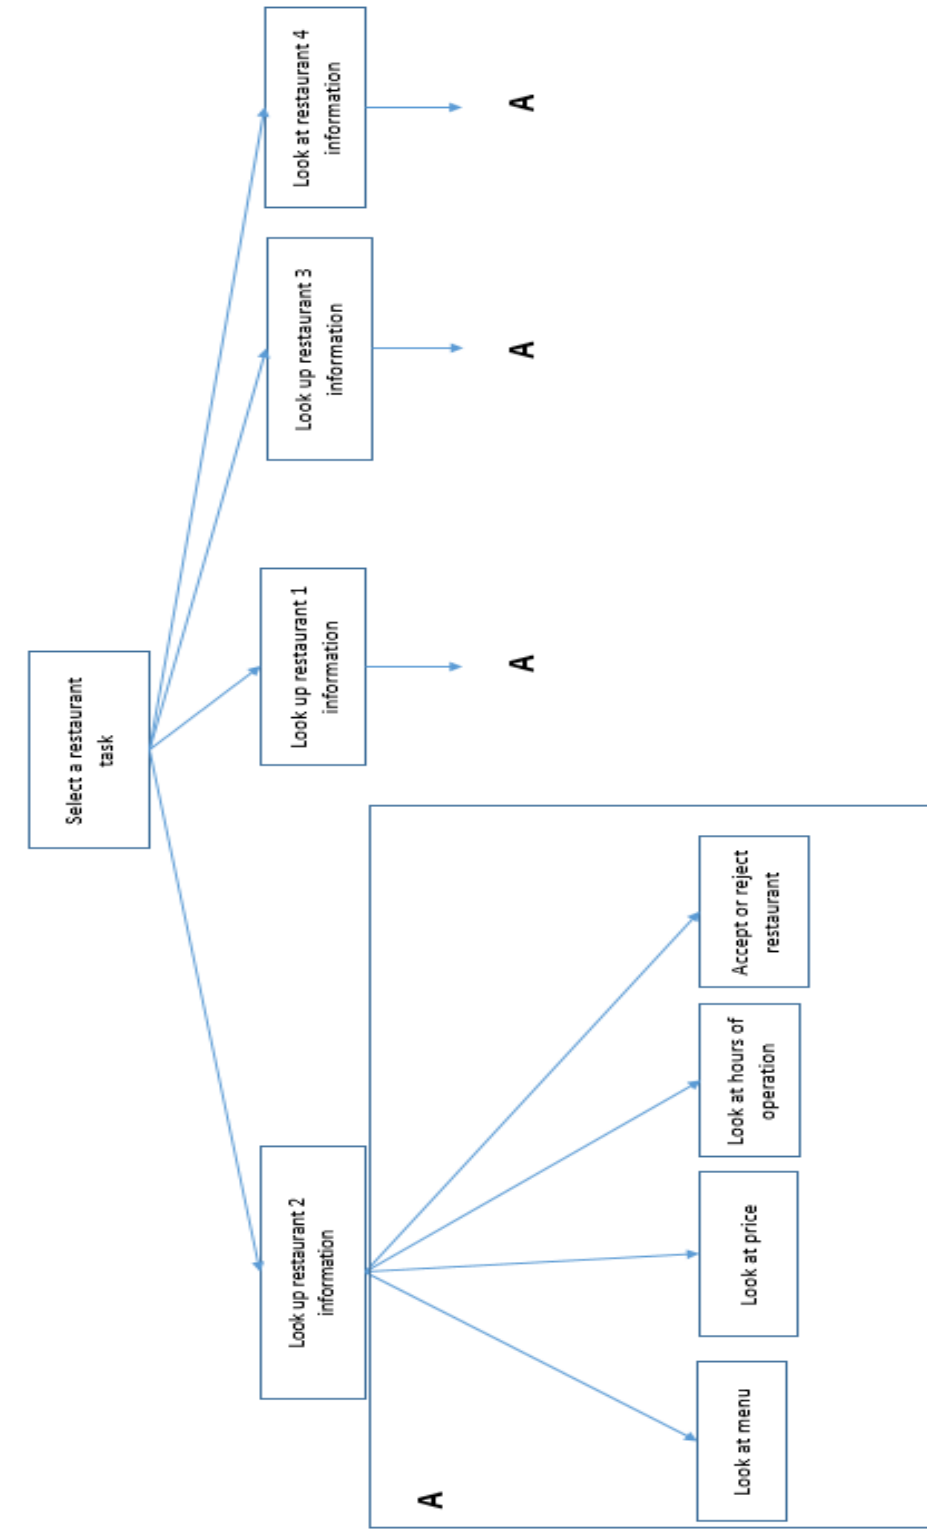 Select a restaurant
task
Look up restaurant 2
information
Look up restaurant 1
information
Look up restaurant 3
information
Look at restaurant 4
information
A
A
A
A
Look at menu
Look at price
Look at hours of
operation
Accept or reject
restaurant